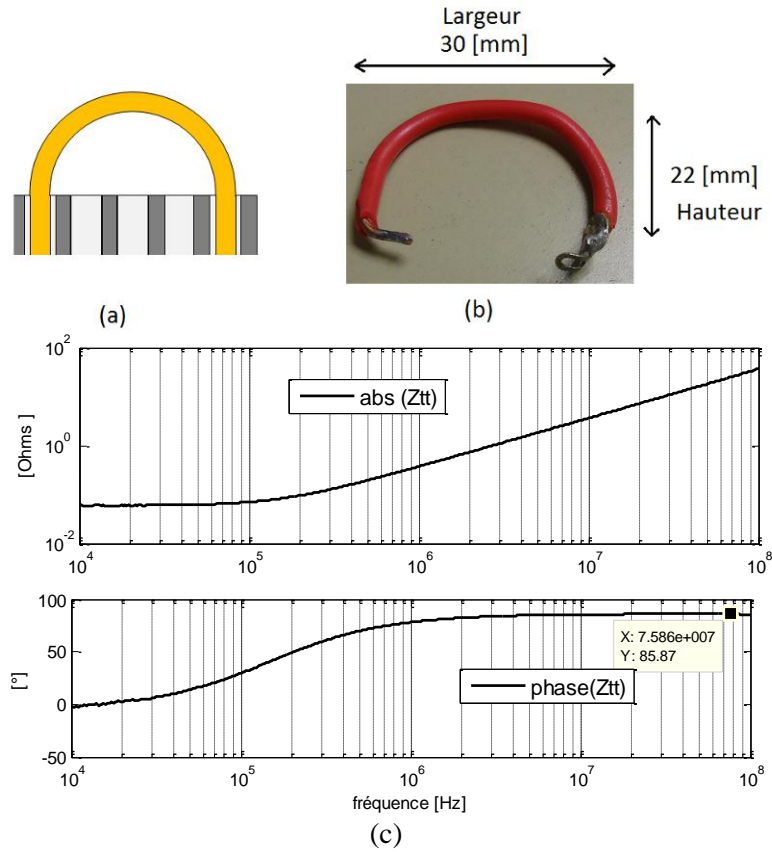 Largeur
30 [mm]
22 [mm]
Hauteur
(a)
(b)
[Ohms ]
10^2
10^0
10^-2
abs (Ztt)
10^4 10^5 10^6 10^7 10^8
[°]
100
50
0
-50
X: 7.586e+007
Y: 85.87
phase(Ztt)
10^4 10^5 10^6 10^7 10^8
fréquence [Hz]
(c)